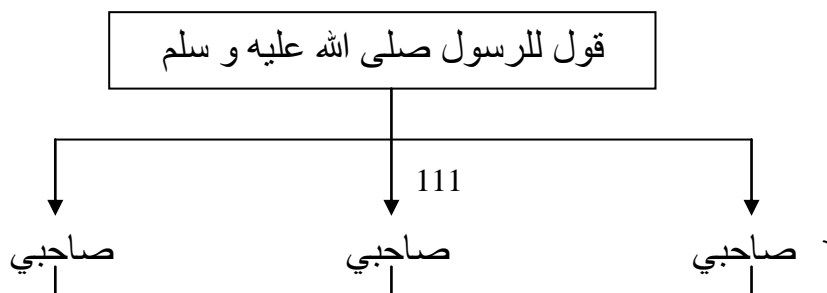 قول للرسول صلى الله عليه و سلم
111
صاحبي صاحبي صاحبي